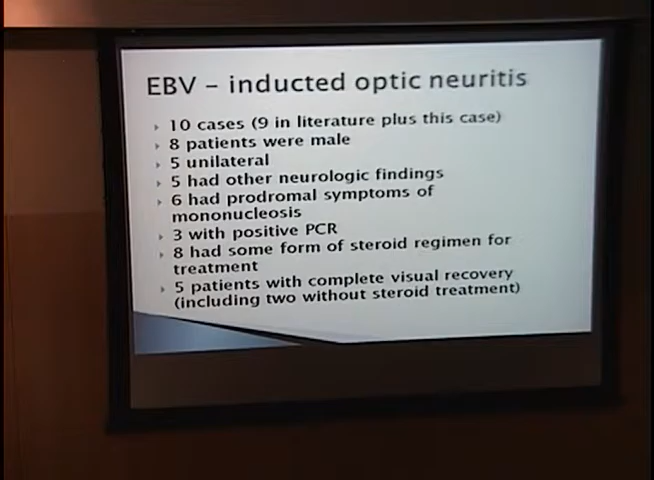 EBV – inducted optic neuritis
10 cases (9 in literature plus this case)
8 patients were male
5 unilateral
5 had other neurologic findings
6 had prodromal symptoms of
mononucleosis
3 with positive PCR
8 had some form of steroid regimen for
treatment
5 patients with complete visual recovery
(including two without steroid treatment)